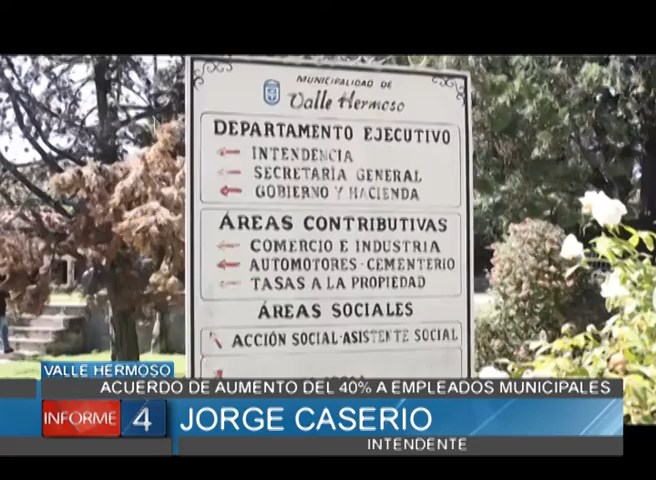 MUNICIPALIDAD DE
Valle Hermoso
DEPARTAMENTO EJECUTIVO
INTENDENCIA
SECRETARÍA GENERAL
GOBIERNO Y HACIENDA
ÁREAS CONTRIBUTIVAS
COMERCIO E INDUSTRIA
AUTOMOTORES - CEMENTERIO
TASAS A LA PROPIEDAD
ÁREAS SOCIALES
ACCIÓN SOCIAL - ASISTENTE SOCIAL
VALLE HERMOSO
ACUERDO DE AUMENTO DEL 40% A EMPLEADOS MUNICIPALES
INFORME 4
JORGE CASERIO
INTENDENTE